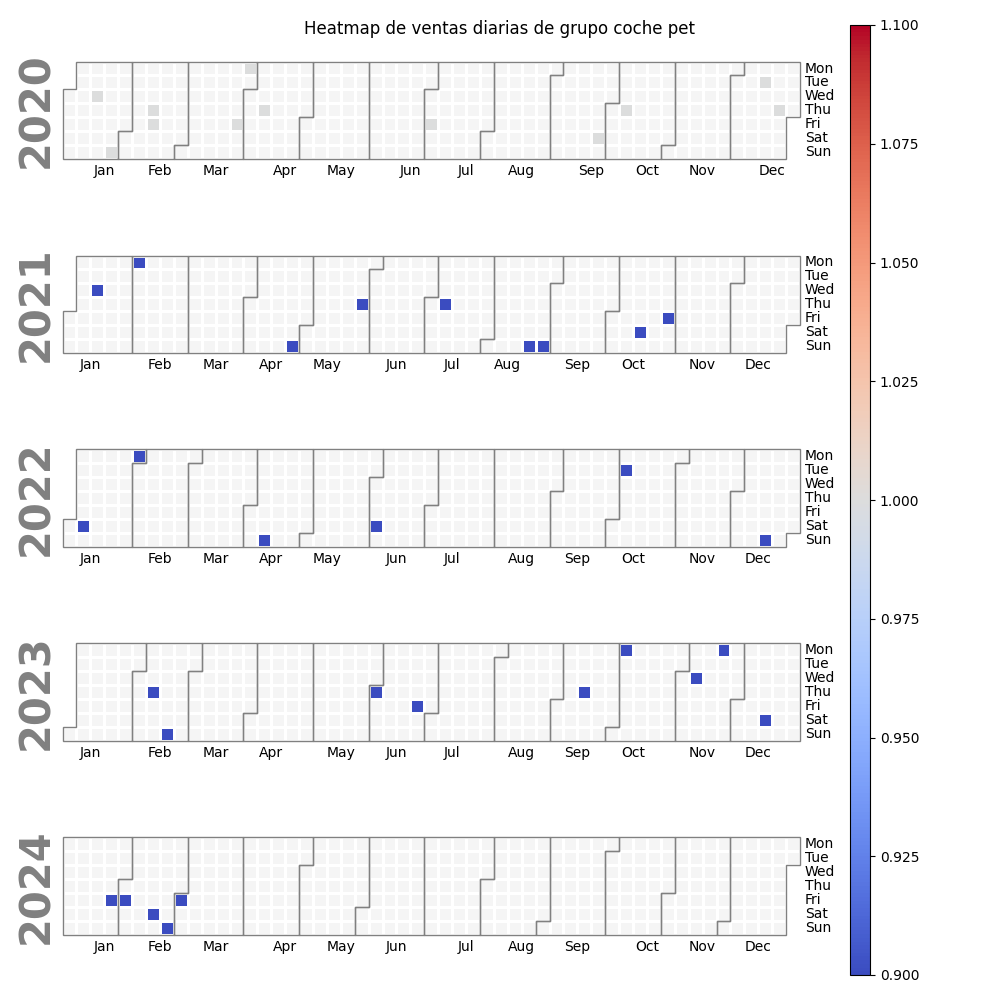 Heatmap de ventas diarias de grupo coche pet
2020
Mon
Tue
Wed
Thu
Fri
Sat
Sun
Jan Feb Mar Apr May Jun Jul Aug Sep Oct Nov Dec
2021
Mon
Tue
Wed
Thu
Fri
Sat
Sun
Jan Feb Mar Apr May Jun Jul Aug Sep Oct Nov Dec
2022
Mon
Tue
Wed
Thu
Fri
Sat
Sun
Jan Feb Mar Apr May Jun Jul Aug Sep Oct Nov Dec
2023
Mon
Tue
Wed
Thu
Fri
Sat
Sun
Jan Feb Mar Apr May Jun Jul Aug Sep Oct Nov Dec
2024
Mon
Tue
Wed
Thu
Fri
Sat
Sun
Jan Feb Mar Apr May Jun Jul Aug Sep Oct Nov Dec
1.100
1.075
1.050
1.025
1.000
0.975
0.950
0.925
0.900